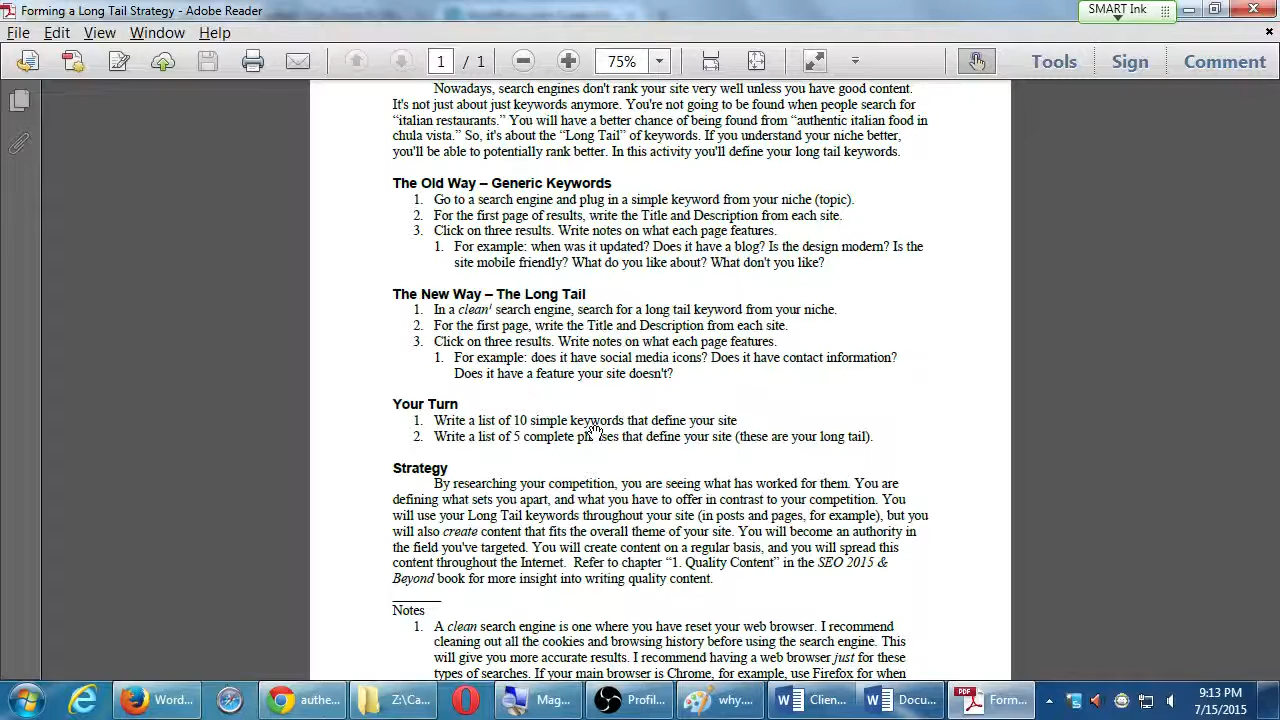 Forming a Long Tail Strategy - Adobe Reader
SMART Ink
File Edit View Window Help
1 / 1 75% Tools Sign Comment
Nowadays, search engines don't rank your site very well unless you have good content.
It's not just about just keywords anymore. You're not going to be found when people search for
“italian restaurants.” You will have a better chance of being found from “authentic italian food in
chula vista.” So, it's about the “Long Tail” of keywords. If you understand your niche better,
you'll be able to potentially rank better. In this activity you'll define your long tail keywords.
The Old Way – Generic Keywords
1. Go to a search engine and plug in a simple keyword from your niche (topic).
2. For the first page of results, write the Title and Description from each site.
3. Click on three results. Write notes on what each page features.
1. For example: when was it updated? Does it have a blog? Is the design modern? Is the
site mobile friendly? What do you like about? What don't you like?
The New Way – The Long Tail
1. In a clean¹ search engine, search for a long tail keyword from your niche.
2. For the first page, write the Title and Description from each site.
3. Click on three results. Write notes on what each page features.
1. For example: does it have social media icons? Does it have contact information?
Does it have a feature your site doesn't?
Your Turn
1. Write a list of 10 simple keywords that define your site
2. Write a list of 5 complete phrases that define your site (these are your long tail).
Strategy
By researching your competition, you are seeing what has worked for them. You are
defining what sets you apart, and what you have to offer in contrast to your competition. You
will use your Long Tail keywords throughout your site (in posts and pages, for example), but you
will also create content that fits the overall theme of your site. You will become an authority in
the field you've targeted. You will create content on a regular basis, and you will spread this
content throughout the Internet. Refer to chapter “1. Quality Content” in the SEO 2015 &
Beyond book for more insight into writing quality content.
Notes
1. A clean search engine is one where you have reset your web browser. I recommend
cleaning out all the cookies and browsing history before using the search engine. This
will give you more accurate results. I recommend having a web browser just for these
types of searches. If your main browser is Chrome, for example, use Firefox for when
Word... authe... Z:\Ca... Mag... Profil... why.... Clien... Docu... Form...
9:13 PM
7/15/2015